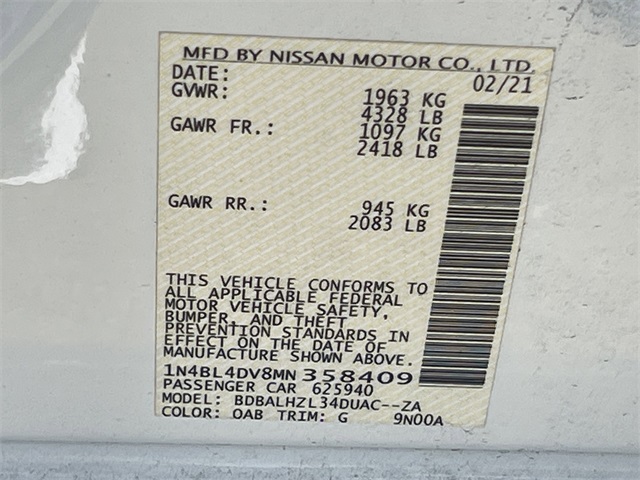 MFD BY NISSAN MOTOR CO., LTD.
DATE: 02/21
GVWR: 1963 KG
4328 LB
GAWR FR.: 1097 KG
2418 LB
GAWR RR.: 945 KG
2083 LB
THIS VEHICLE CONFORMS TO
ALL APPLICABLE FEDERAL
MOTOR VEHICLE SAFETY,
BUMPER, AND THEFT
PREVENTION STANDARDS IN
EFFECT ON THE DATE OF
MANUFACTURE SHOWN ABOVE.
1N4BL4DV8MN 358409
PASSENGER CAR 625940
MODEL: BDBALHZL34DUAC--ZA
COLOR: OAB TRIM: G 9N00A